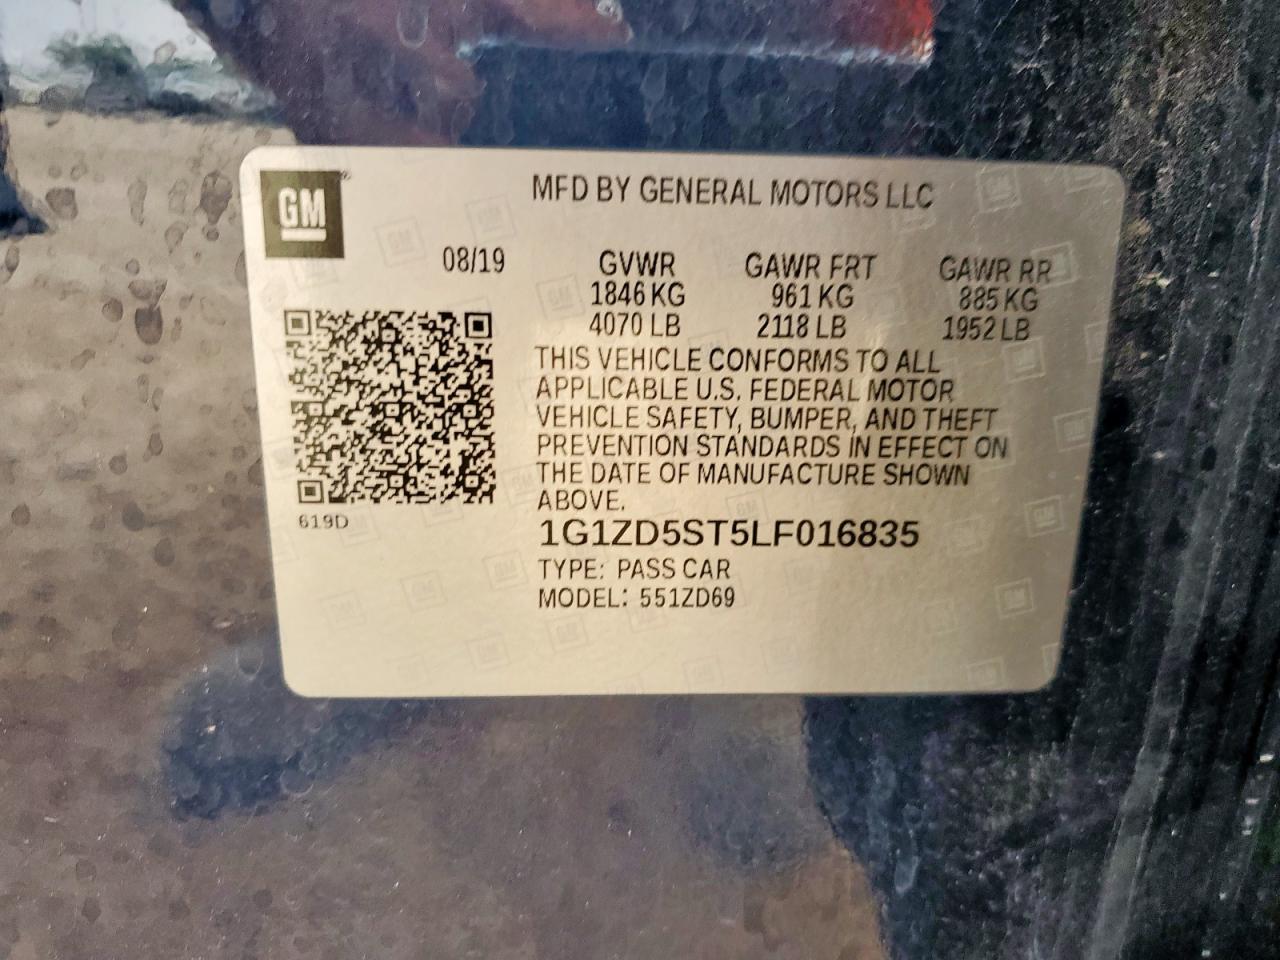 GM
MFD BY GENERAL MOTORS LLC
08/19 GVWR GAWR FRT GAWR RR
1846 KG 961 KG 885 KG
4070 LB 2118 LB 1952 LB
THIS VEHICLE CONFORMS TO ALL
APPLICABLE U.S. FEDERAL MOTOR
VEHICLE SAFETY, BUMPER, AND THEFT
PREVENTION STANDARDS IN EFFECT ON
THE DATE OF MANUFACTURE SHOWN
ABOVE.
619D
1G1ZD5ST5LF016835
TYPE: PASS CAR
MODEL: 551ZD69